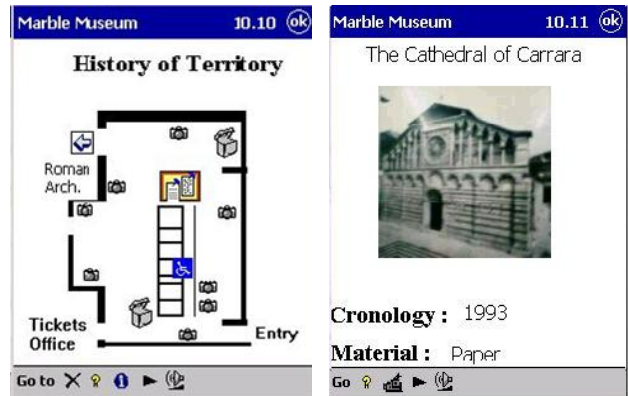 Marble Museum 10.10 ok
History of Territory
Roman
Arch.
Tickets
Office
Entry
Go to
Marble Museum 10.11 ok
The Cathedral of Carrara
Cronology : 1993
Material : Paper
Go